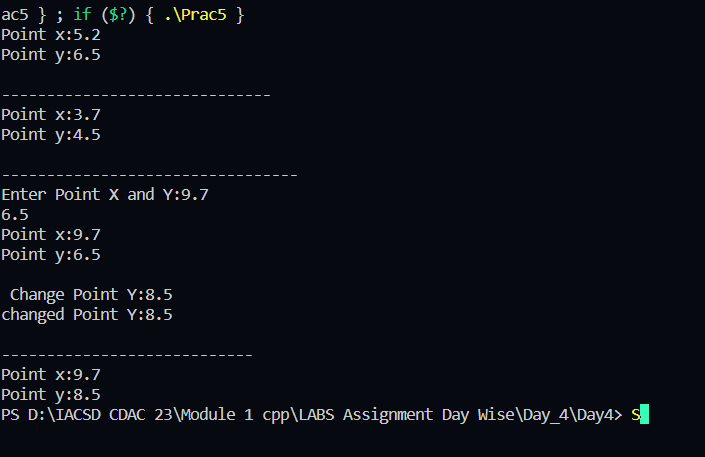 ac5 } ; if ($?) { .\Prac5 }
Point x:5.2
Point y:6.5
------------------------------
Point x:3.7
Point y:4.5
---------------------------------
Enter Point X and Y:9.7
6.5
Point x:9.7
Point y:6.5
 Change Point Y:8.5
changed Point Y:8.5
----------------------------
Point x:9.7
Point y:8.5
PS D:\IACSD CDAC 23\Module 1 cpp\LABS Assignment Day Wise\Day_4\Day4> S